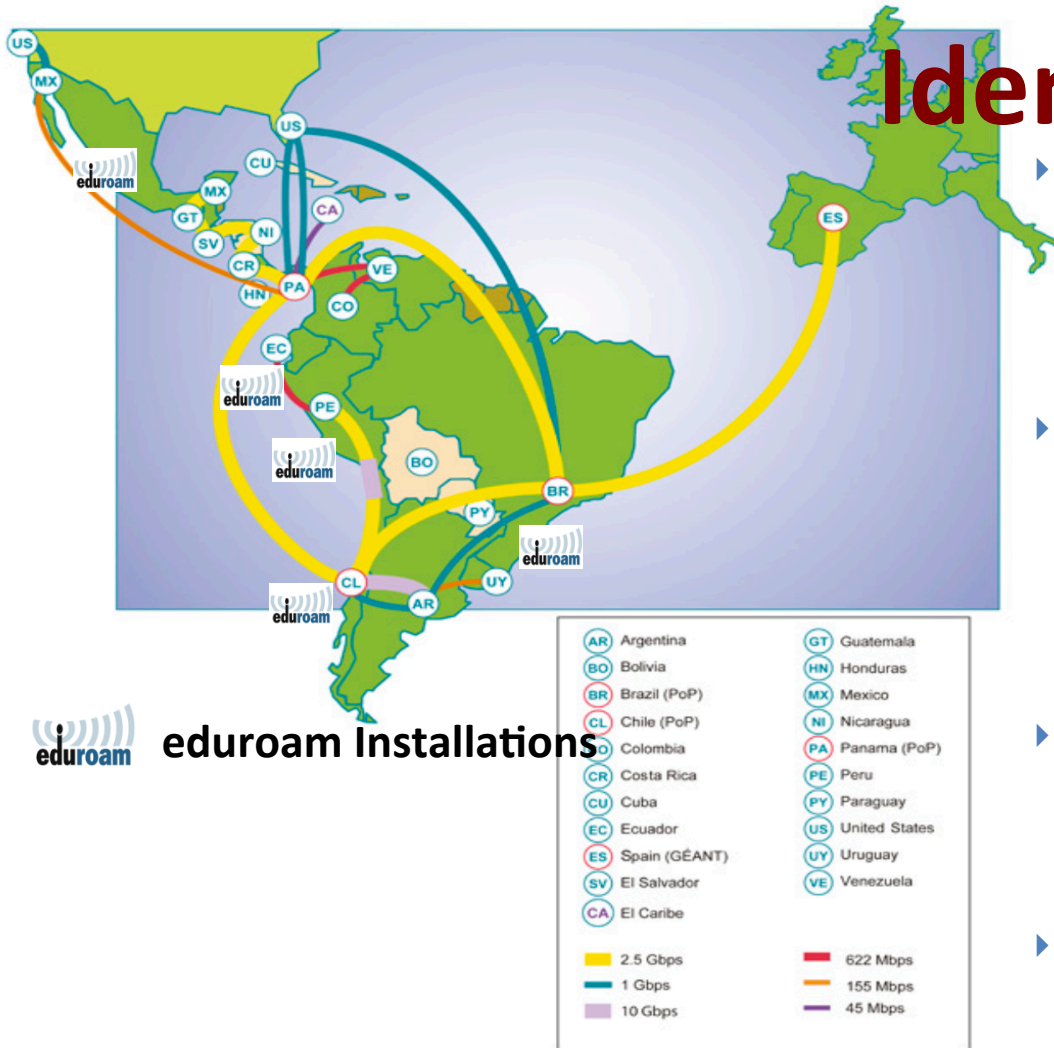 Iden
US
MX
US
CU
eduroam
MX
CA
GT
ES
NI
SV
VE
CR
PA
HN
CO
EC
eduroam
PE
eduroam
BO
BR
PY
eduroam
CL
UY
AR
eduroam
eduroam eduroam Installations
AR Argentina
BO Bolivia
BR Brazil (PoP)
CL Chile (PoP)
O Colombia
CR Costa Rica
CU Cuba
EC Ecuador
ES Spain (GÉANT)
SV El Salvador
CA El Caribe
GT Guatemala
HN Honduras
MX Mexico
NI Nicaragua
PA Panama (PoP)
PE Peru
PY Paraguay
US United States
UY Uruguay
VE Venezuela
2.5 Gbps
1 Gbps
10 Gbps
622 Mbps
155 Mbps
45 Mbps